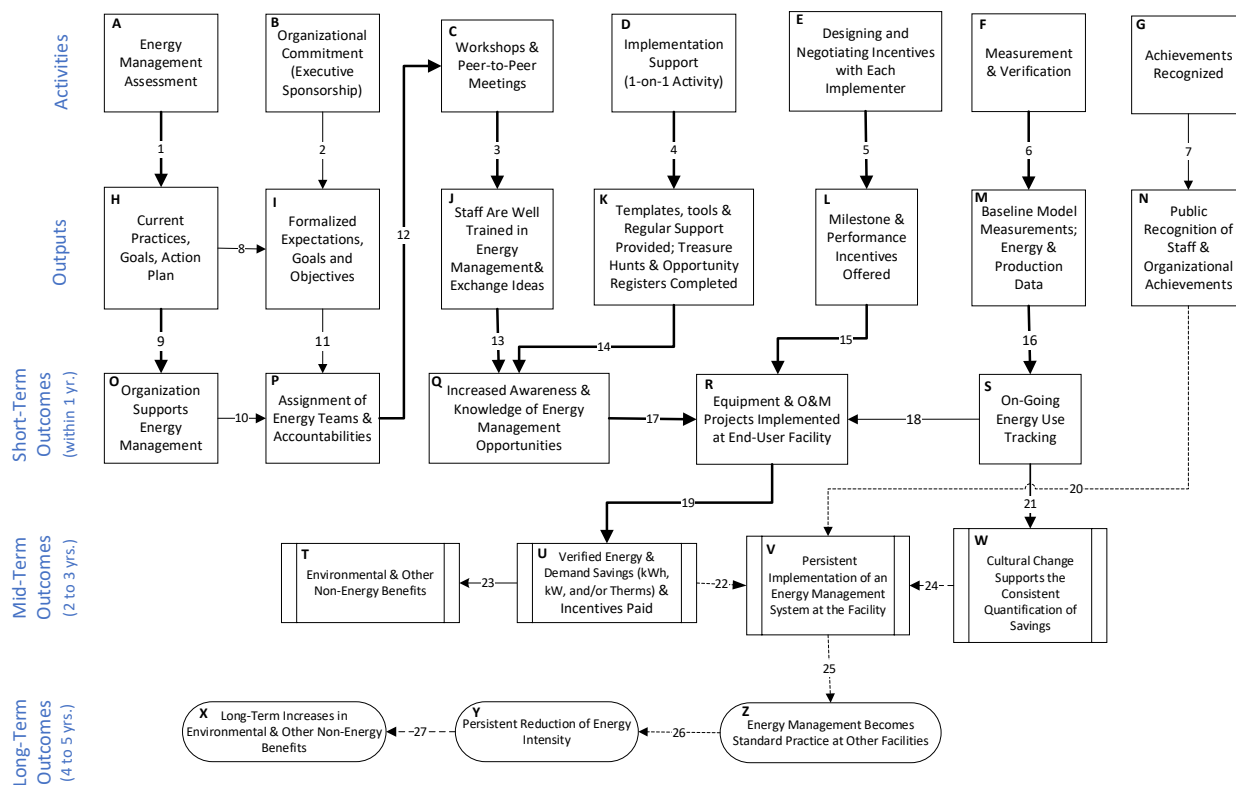 Activities
A
Energy
Management
Assessment
B
Organizational
Commitment
(Executive
Sponsorship)
C
Workshops &
Peer-to-Peer
Meetings
D
Implementation
Support
(1-on-1 Activity)
E
Designing and
Negotiating Incentives
with Each
Implementer
F
Measurement
& Verification
G
Achievements
Recognized
1
2
3
4
5
6
7
Outputs
H
Current
Practices,
Goals, Action
Plan
8
I
Formalized
Expectations,
Goals and
Objectives
12
J
Staff Are Well
Trained in
Energy
Management&
Exchange Ideas
K
Templates, tools &
Regular Support
Provided; Treasure
Hunts & Opportunity
Registers Completed
L
Milestone &
Performance
Incentives
Offered
M
Baseline Model
Measurements;
Energy &
Production
Data
N
Public
Recognition of
Staff &
Organizational
Achievements
9
11
13
14
15
16
Short-Term
Outcomes
(within 1 yr.)
O
Organization
Supports
Energy
Management
10
P
Assignment of
Energy Teams &
Accountabilities
Q
Increased Awareness &
Knowledge of Energy
Management
Opportunities
17
R
Equipment & O&M
Projects Implemented
at End-User Facility
18
S
On-Going
Energy Use
Tracking
19
20
21
Mid-Term
Outcomes
(2 to 3 yrs.)
T
Environmental & Other
Non-Energy Benefits
23
U
Verified Energy &
Demand Savings (kWh,
kW, and/or Therms) &
Incentives Paid
22
V
Persistent
Implementation of an
Energy Management
System at the Facility
24
W
Cultural Change
Supports the
Consistent
Quantification of
Savings
25
Long-Term
Outcomes
(4 to 5 yrs.)
X
Long-Term Increases in
Environmental & Other Non-Energy
Benefits
27
Y
Persistent Reduction of Energy
Intensity
26
Z
Energy Management Becomes
Standard Practice at Other Facilities